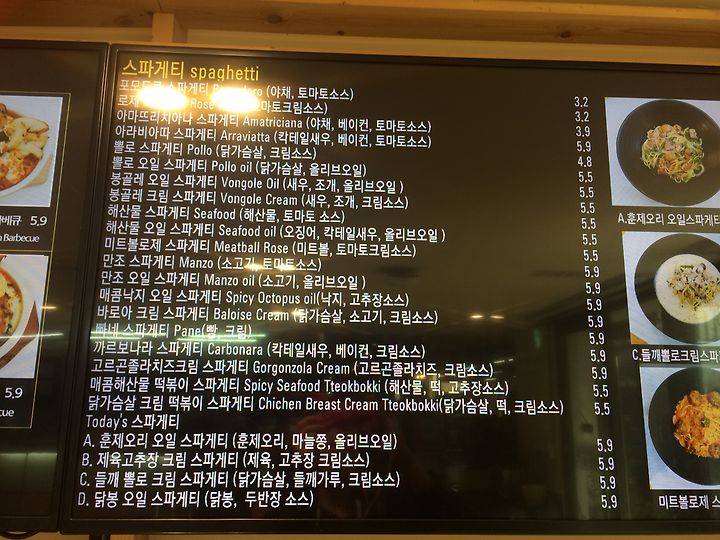 스파게티 spaghetti
포모도로 스파게티 Pomodoro (야채, 토마토소스)
로제 Rose 토마토크림소스)
아마뜨리치아나 스파게티 Amatriciana (야채, 베이컨, 토마토소스)
아라비아따 스파게티 Arraviatta (칵테일새우, 베이컨, 토마토소스)
뽈로 스파게티 Pollo (닭가슴살, 크림소스)
뽈로 오일 스파게티 Pollo oil (닭가슴살, 올리브오일)
봉골레 오일 스파게티 Vongole Oil (새우, 조개, 올리브오일 )
봉골레 크림 스파게티 Vongole Cream (새우, 조개, 크림소스)
해산물 스파게티 Seafood (해산물, 토마토 소스)
해산물 오일 스파게티 Seafood oil (오징어, 칵테일새우, 올리브오일 )
미트볼로제 스파게티 Meatball Rose (미트볼, 토마토크림소스)
만조 스파게티 Manzo (소고기, 토마토소스)
만조 오일 스파게티 Manzo oil (소고기, 올리브오일 )
매콤낙지 오일 스파게티 Spicy Octopus oil(낙지, 고추장소스)
바로아 크림 스파게티 Baloise Cream (닭가슴살, 소고기, 크림소스)
빠네 스파게티 Pane(빵, 크림)
까르보나라 스파게티 Carbonara (칵테일새우, 베이컨, 크림소스)
고르곤졸라치즈크림 스파게티 Gorgonzola Cream (고르곤졸라치즈, 크림소스)
매콤해산물 떡볶이 스파게티 Spicy Seafood Tteokbokki (해산물, 떡, 고추장소스)
닭가슴살 크림 떡볶이 스파게티 Chichen Breast Cream Tteokbokki(닭가슴살, 떡, 크림소스)
Today's 스파게티
A. 훈제오리 오일 스파게티 (훈제오리, 마늘쫑, 올리브오일)
B. 제육고추장 크림 스파게티 (제육, 고추장 크림소스)
C. 들깨 뽈로 크림 스파게티 (닭가슴살, 들깨가루, 크림소스)
D. 닭봉 오일 스파게티 (닭봉, 두반장 소스)
3.2
3.2
3.9
5.9
4.8
5.5
5.5
5.5
5.5
5.5
5.5
5.9
5.9
5.9
5.9
5.9
5.9
5.9
5.5
5.5
5.9
5.9
5.9
5.9
바베큐 5.9
Barbecue
5.9
A.훈제오리 오일스파게티
C.들깨뽈로크림스파
미트볼로제 스